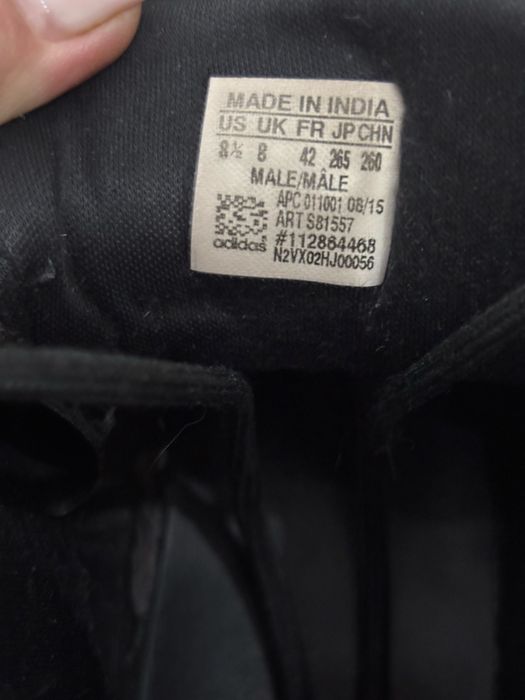 MADE IN INDIA
US UK FR JP CHN
8½ 8 42 265 260
MALE/MÂLE
APC 011001 08/15
ART S81557
adidas #112864468
N2VX02HJ00056